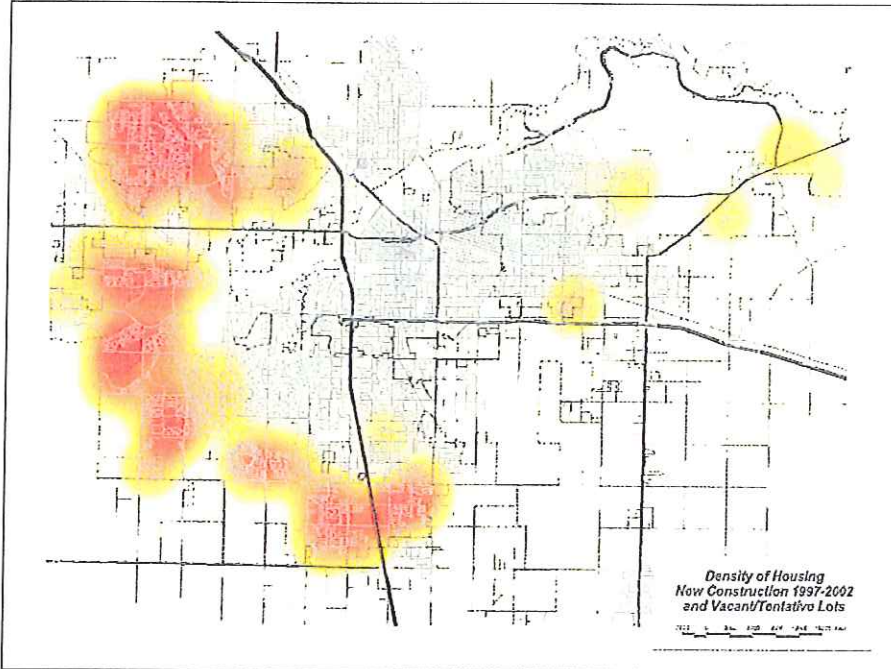 Density of Housing
New Construction 1997-2002
and Vacant/Tentative Lots